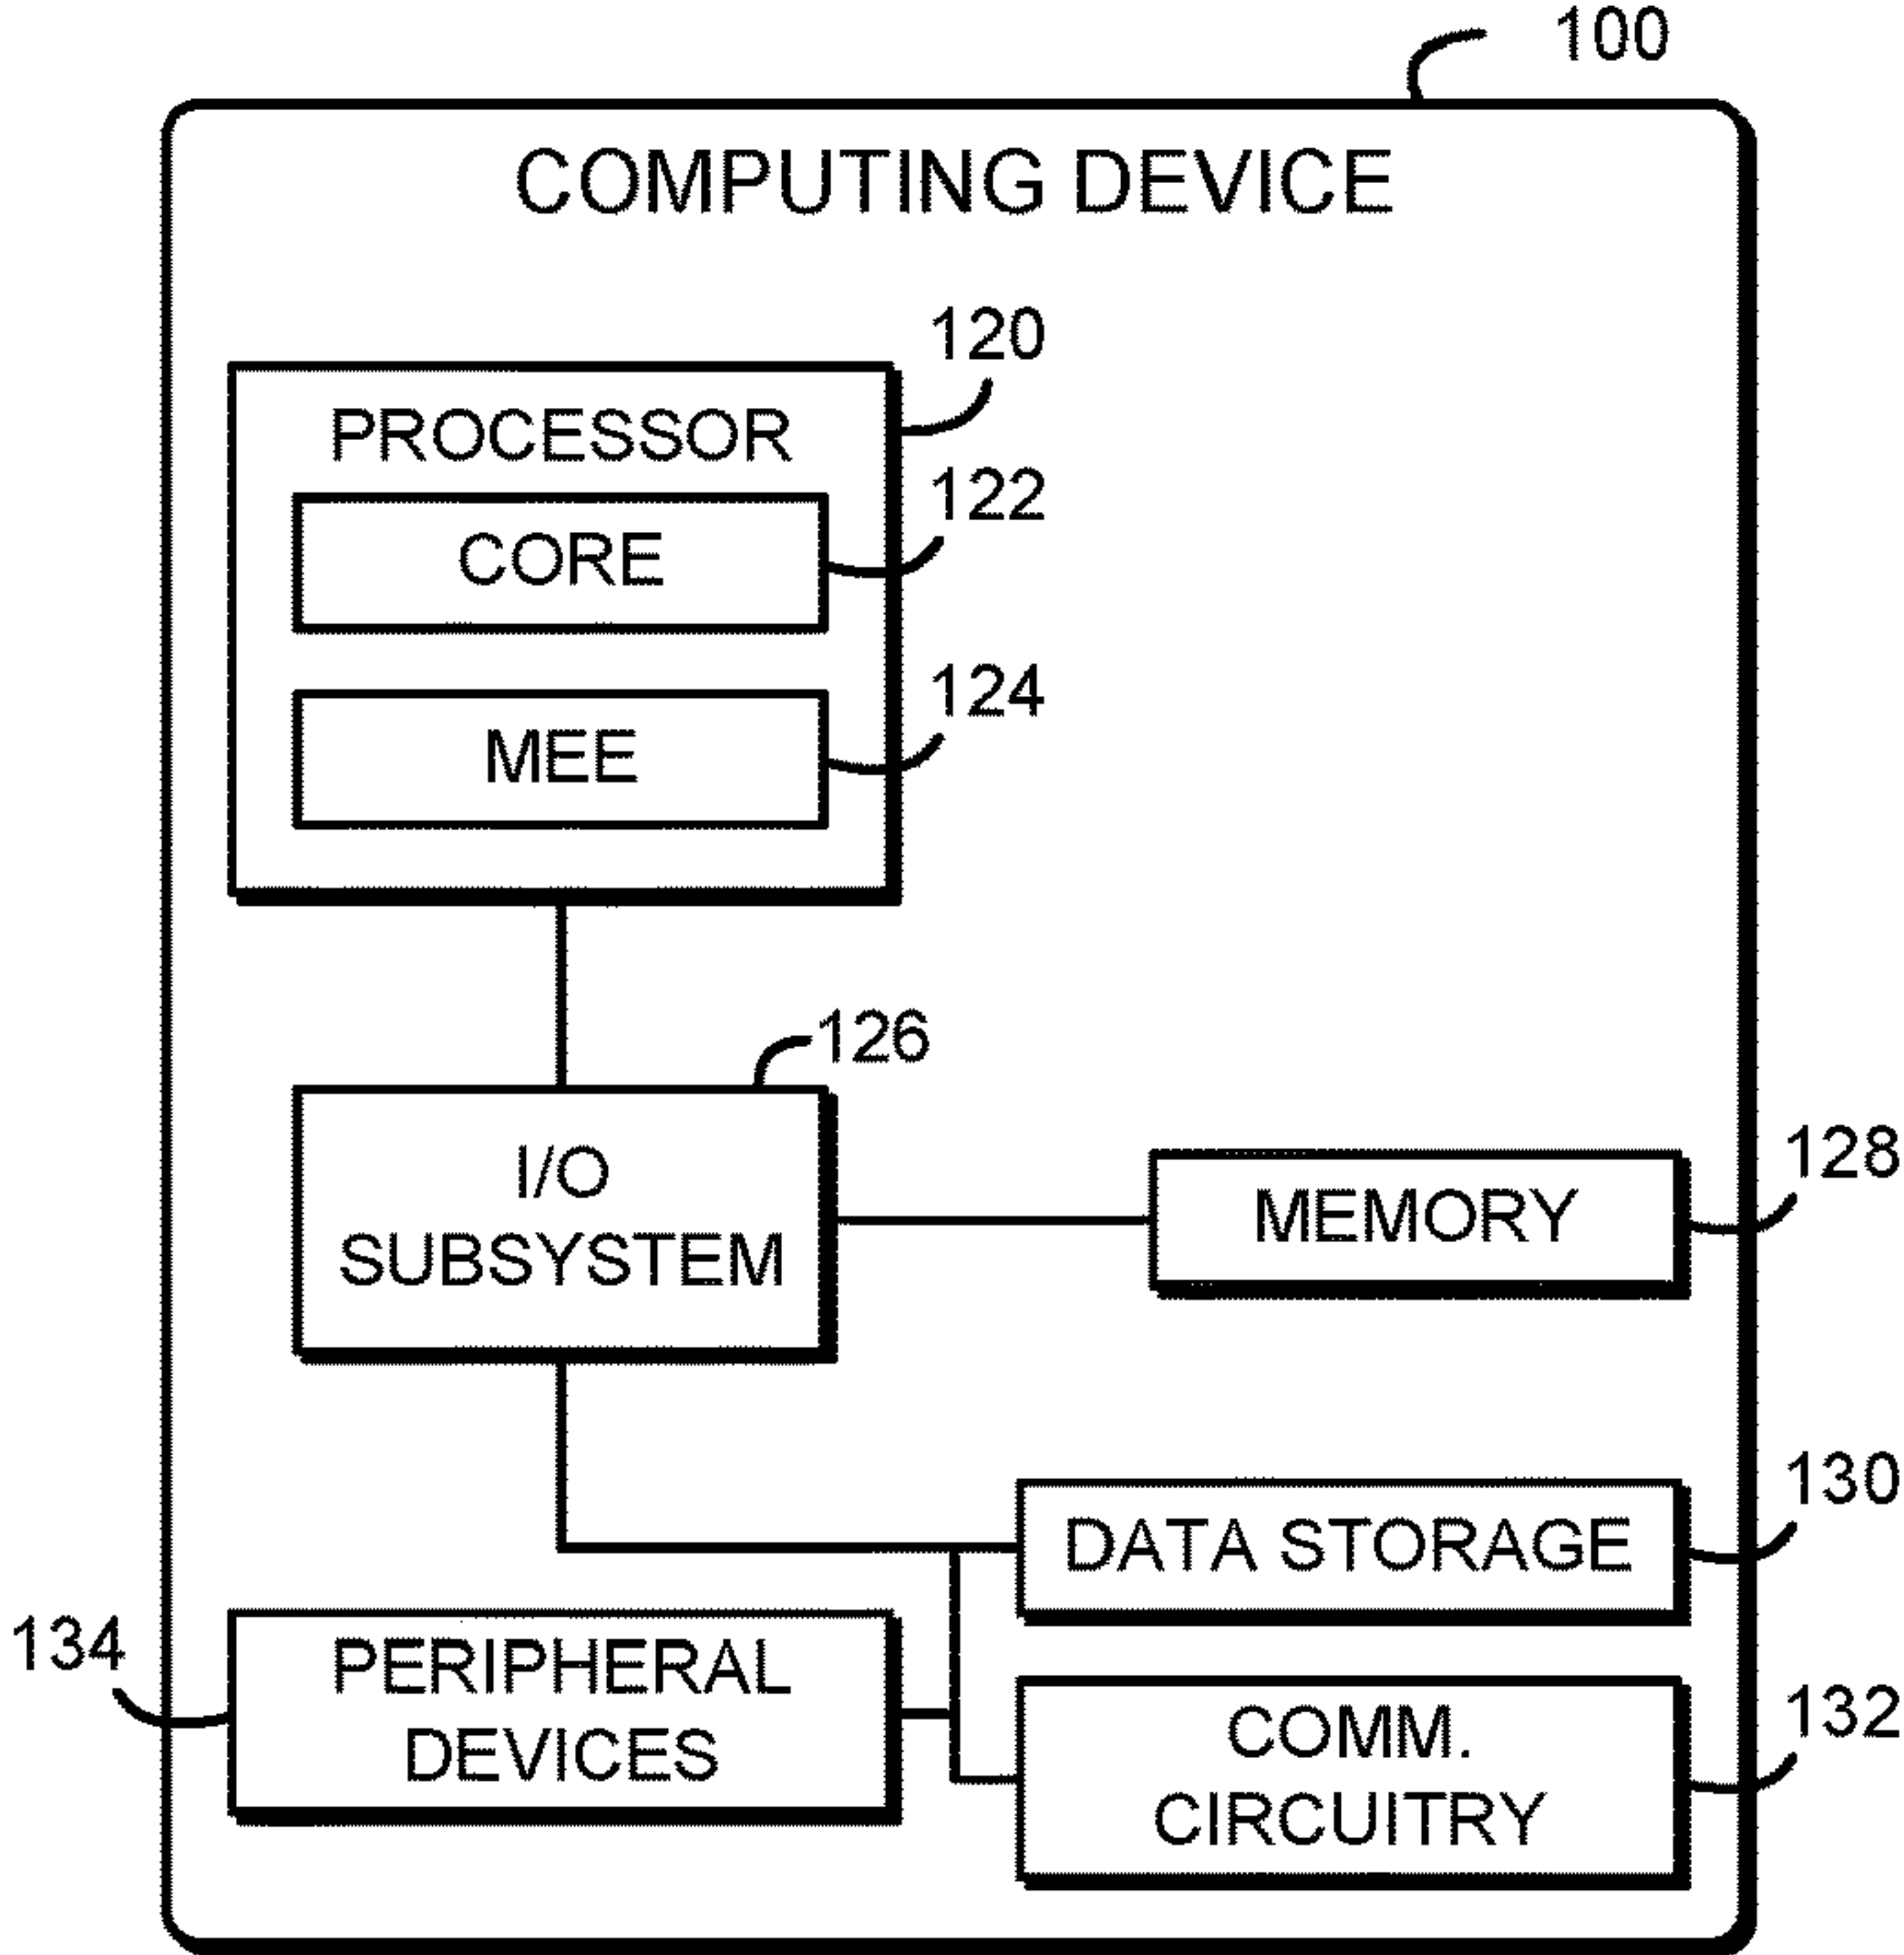 100
COMPUTING DEVICE
120
PROCESSOR
122
CORE
124
MEE
126
I/O
SUBSYSTEM
128
MEMORY
130
DATA STORAGE
134
PERIPHERAL
DEVICES
132
COMM.
CIRCUITRY